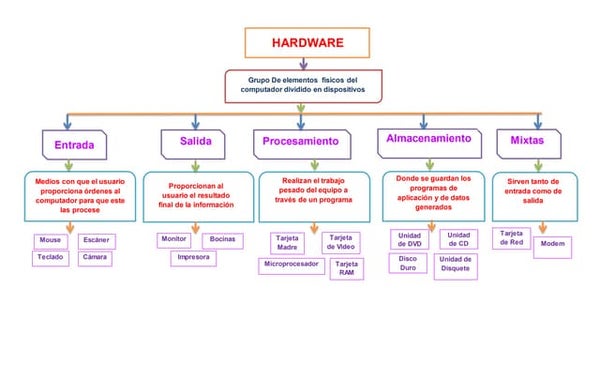 HARDWARE
Grupo De elementos físicos del
computador dividido en dispositivos
Entrada
Salida
Procesamiento
Almacenamiento
Mixtas
Medios con que el usuario
proporciona órdenes al
computador para que este
las procese
Proporcionan al
usuario el resultado
final de la información
Realizan el trabajo
pesado del equipo a
través de un programa
Donde se guardan los
programas de
aplicación y de datos
generados
Sirven tanto de
entrada como de
salida
Mouse
Escáner
Teclado
Cámara
Monitor
Bocinas
Impresora
Tarjeta
Madre
Tarjeta
de Video
Microprocesador
Tarjeta
RAM
Unidad
de DVD
Unidad
de CD
Disco
Duro
Unidad de
Disquete
Tarjeta
de Red
Modem